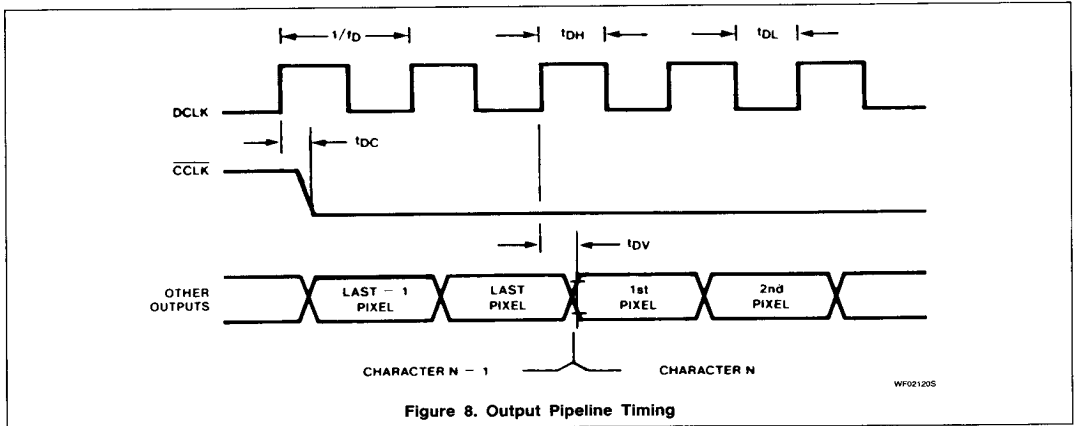 1/fD
tDH
tDL
DCLK
tDC
CCLK
tDV
OTHER
OUTPUTS
LAST – 1
PIXEL
LAST
PIXEL
1st
PIXEL
2nd
PIXEL
CHARACTER N – 1
CHARACTER N
WF02120S
Figure 8. Output Pipeline Timing